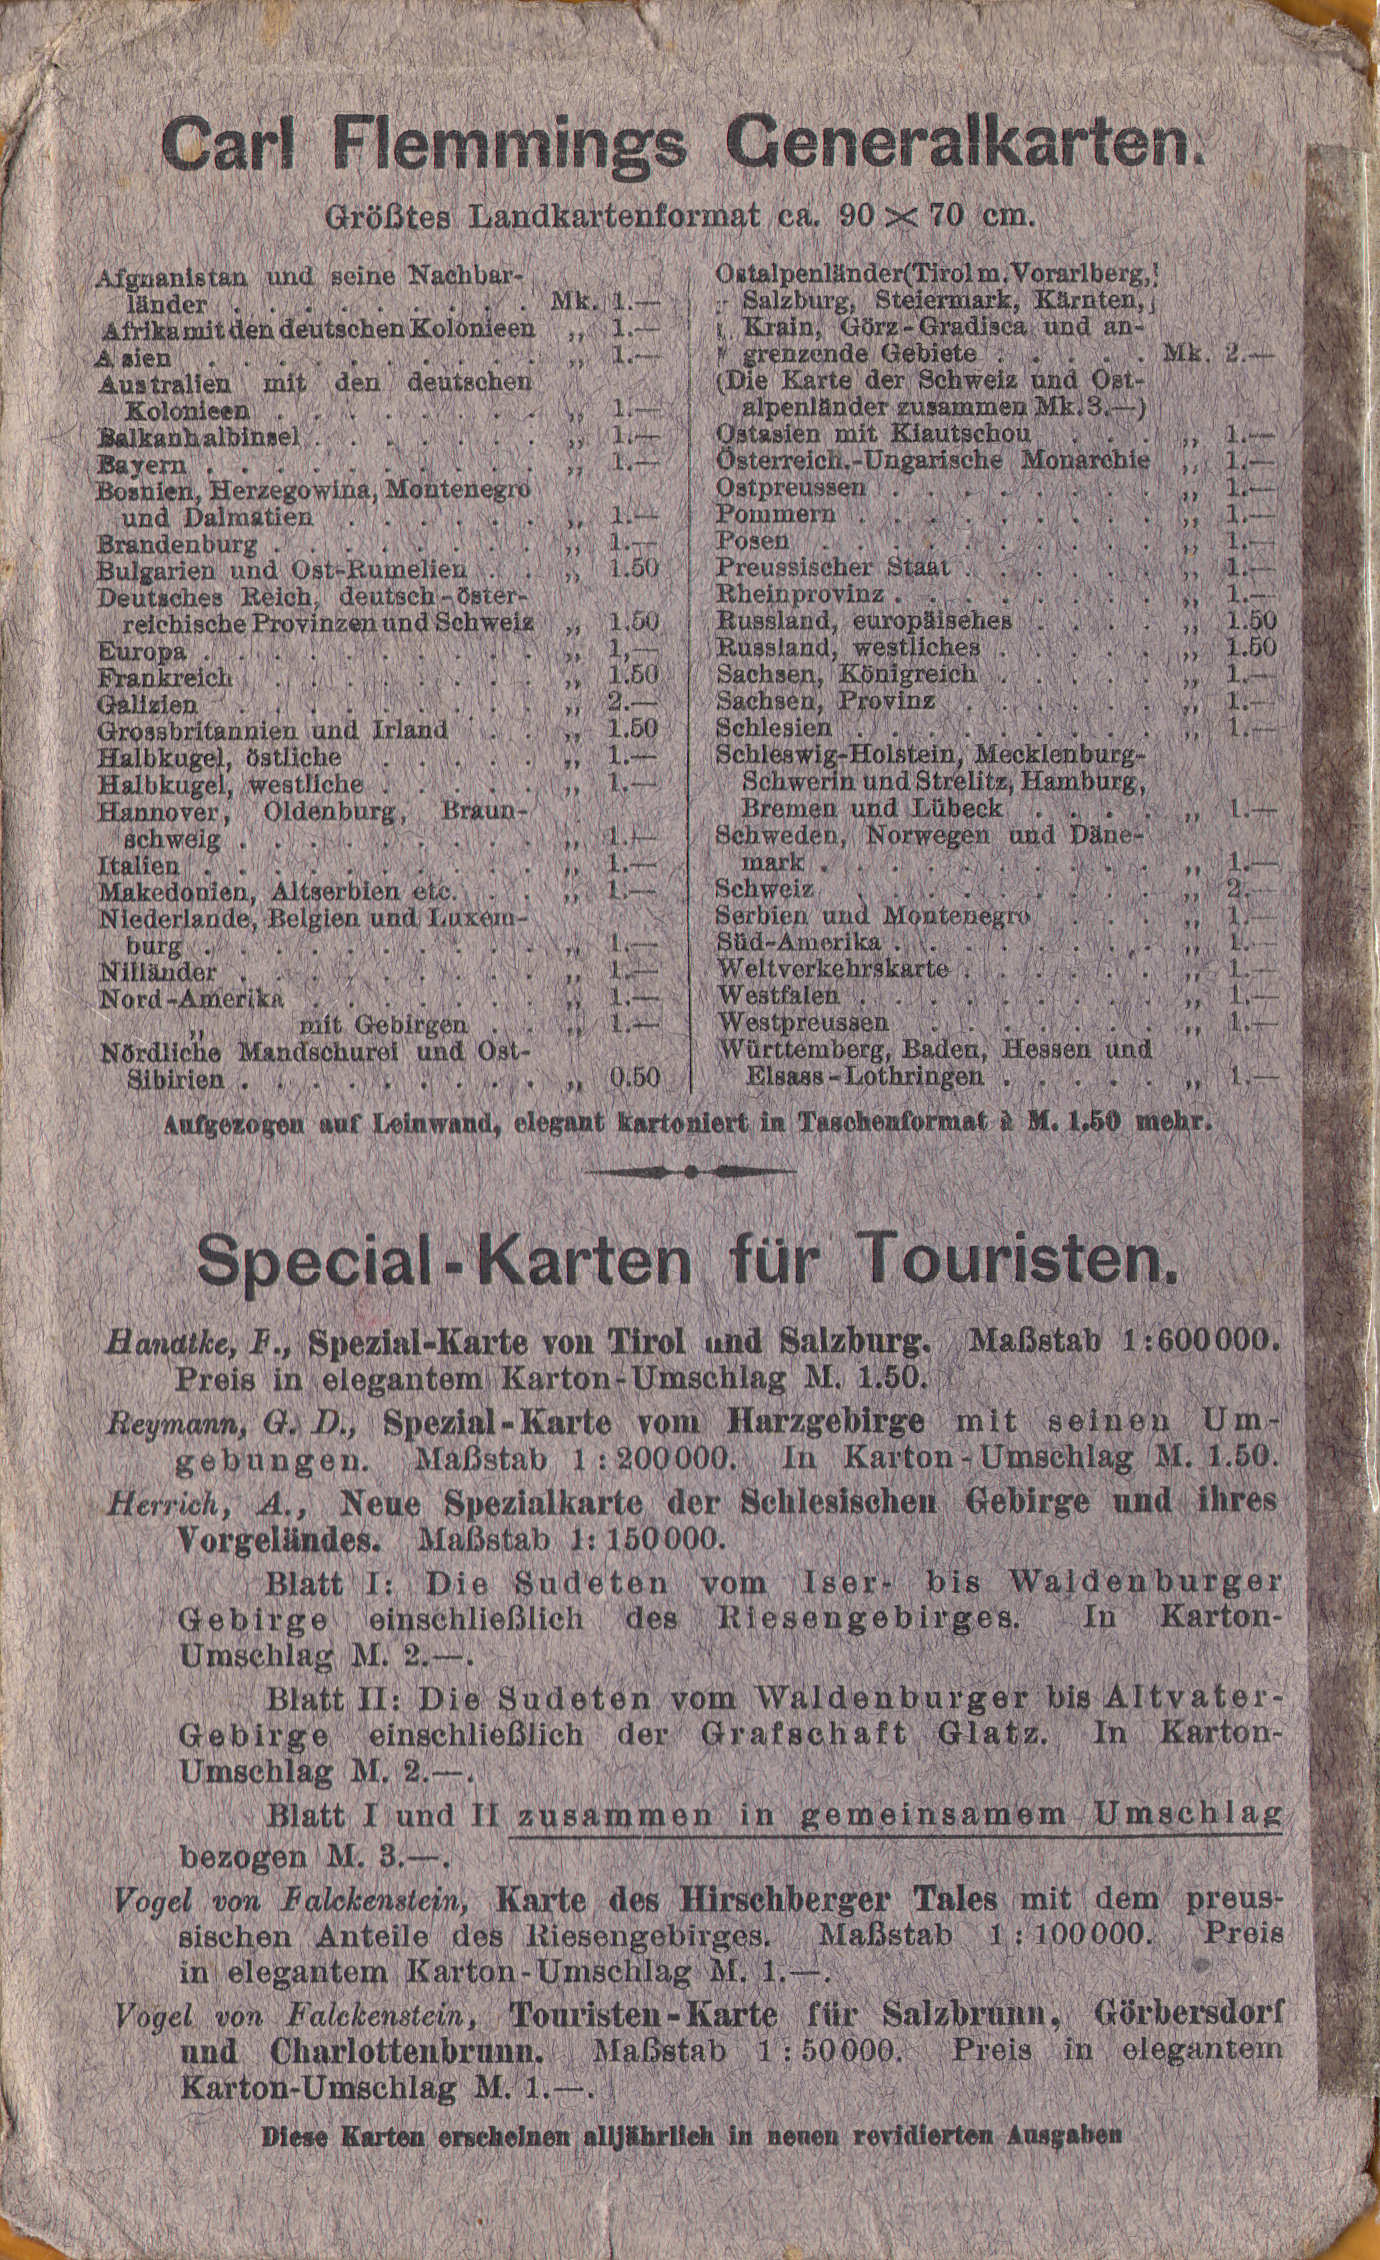 Carl Flemmings Generalkarten.
Größtes Landkartenformat ca. 90 × 70 cm.
Afghanistan und seine Nachbar-
länder . . . . . . . . . Mk. 1.—
Afrika mit den deutschen Kolonieen „ 1.—
Asien . . . . . . . . . . „ 1.—
Australien mit den deutschen
Kolonieen . . . . . . . . „ 1.—
Balkanhalbinsel . . . . . . . „ 1.—
Bayern . . . . . . . . . . „ 1.—
Bosnien, Herzegowina, Montenegro
und Dalmatien . . . . . . „ 1.—
Brandenburg . . . . . . . . „ 1.—
Bulgarien und Ost-Rumelien . . „ 1.50
Deutsches Reich, deutsch-öster-
reichische Provinzen und Schweiz „ 1.50
Europa . . . . . . . . . . „ 1,—
Frankreich . . . . . . . . . „ 1.50
Galizien . . . . . . . . . . „ 2.—
Grossbritannien und Irland . . „ 1.50
Halbkugel, östliche . . . . . „ 1.—
Halbkugel, westliche . . . . . „ 1.—
Hannover, Oldenburg, Braun-
schweig . . . . . . . . . „ 1.—
Italien . . . . . . . . . . „ 1.—
Makedonien, Altserbien etc. . . „ 1.—
Niederlande, Belgien und Luxem-
burg . . . . . . . . . . „ 1.—
Nilländer . . . . . . . . . „ 1.—
Nord-Amerika . . . . . . . „ 1.—
„ mit Gebirgen . . „ 1.—
Nördliche Mandschurei und Ost-
Sibirien . . . . . . . . . „ 0.50
Ostalpenländer (Tirol m. Vorarlberg,
Salzburg, Steiermark, Kärnten,
Krain, Görz-Gradisca und an-
grenzende Gebiete . . . . . Mk. 2.—
(Die Karte der Schweiz und Ost-
alpenländer zusammen Mk. 3.—)
Ostasien mit Kiautschou . . . „ 1.—
Österreich.-Ungarische Monarchie „ 1.—
Ostpreussen . . . . . . . . „ 1.—
Pommern . . . . . . . . . „ 1.—
Posen . . . . . . . . . . „ 1.—
Preussischer Staat . . . . . . „ 1.—
Rheinprovinz . . . . . . . . „ 1.—
Russland, europäisches . . . . „ 1.50
Russland, westliches . . . . . „ 1.50
Sachsen, Königreich . . . . . „ 1.—
Sachsen, Provinz . . . . . . „ 1.—
Schlesien . . . . . . . . . „ 1.—
Schleswig-Holstein, Mecklenburg-
Schwerin und Strelitz, Hamburg,
Bremen und Lübeck . . . . „ 1.—
Schweden, Norwegen und Däne-
mark . . . . . . . . . . „ 1.—
Schweiz . . . . . . . . . „ 2.—
Serbien und Montenegro . . . „ 1.—
Süd-Amerika . . . . . . . . „ 1.—
Weltverkehrskarte . . . . . . „ 1.—
Westfalen . . . . . . . . . „ 1.—
Westpreussen . . . . . . . „ 1.—
Württemberg, Baden, Hessen und
Elsass-Lothringen . . . . . „ 1.—
Aufgezogen auf Leinwand, elegant kartoniert in Taschenformat à M. 1.50 mehr.
Special-Karten für Touristen.
Handtke, F., Spezial-Karte von Tirol und Salzburg. Maßstab 1:600000.
Preis in elegantem Karton-Umschlag M. 1.50.
Reymann, G. D., Spezial-Karte vom Harzgebirge mit seinen Um-
gebungen. Maßstab 1:200000. In Karton-Umschlag M. 1.50.
Herrich, A., Neue Spezialkarte der Schlesischen Gebirge und ihres
Vorgeländes. Maßstab 1:150000.
Blatt I: Die Sudeten vom Iser- bis Waldenburger
Gebirge einschließlich des Riesengebirges. In Karton-
Umschlag M. 2.—.
Blatt II: Die Sudeten vom Waldenburger bis Altvater-
Gebirge einschließlich der Grafschaft Glatz. In Karton-
Umschlag M. 2.—.
Blatt I und II zusammen in gemeinsamem Umschlag
bezogen M. 3.—.
Vogel von Falckenstein, Karte des Hirschberger Tales mit dem preus-
sischen Anteile des Riesengebirges. Maßstab 1:100000. Preis
in elegantem Karton-Umschlag M. 1.—.
Vogel von Falckenstein, Touristen-Karte für Salzbrunn, Görbersdorf
und Charlottenbrunn. Maßstab 1:50000. Preis in elegantem
Karton-Umschlag M. 1.—.
Diese Karten erscheinen alljährlich in neuen revidierten Ausgaben